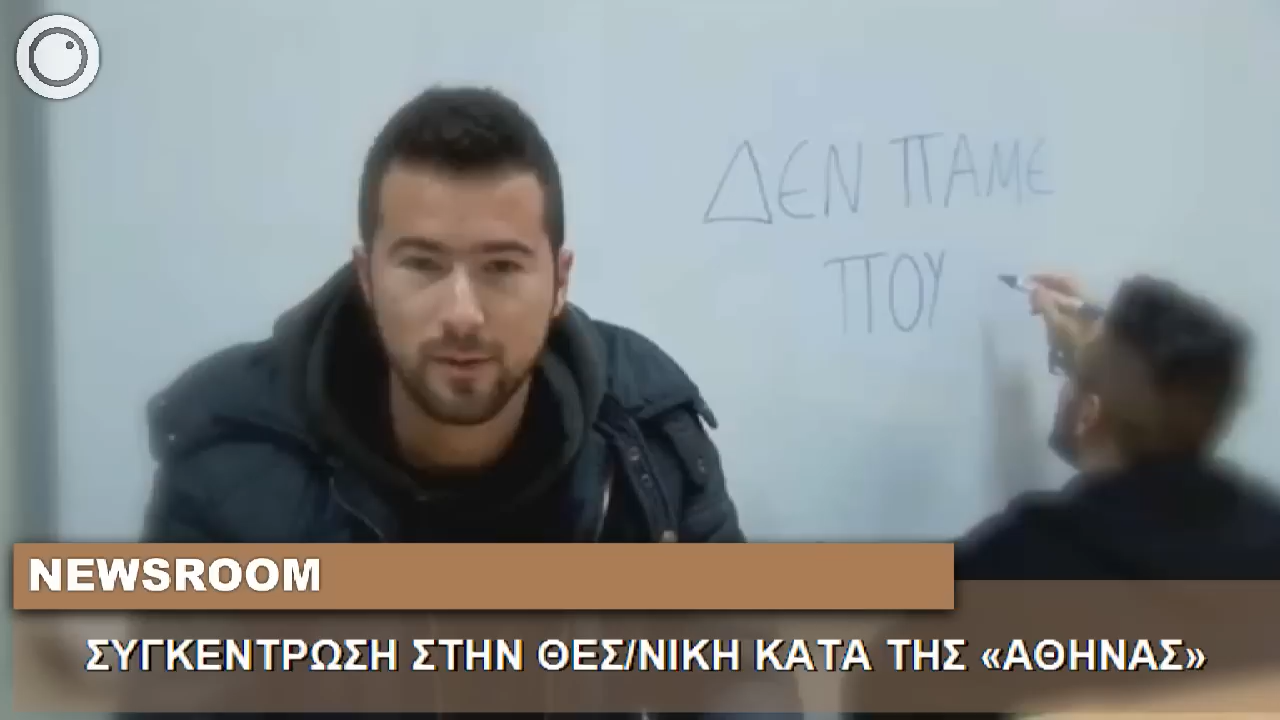 ΔΕΝ ΠΑΜΕ
ΠΟΥ
NEWSROOM
ΣΥΓΚΕΝΤΡΩΣΗ ΣΤΗΝ ΘΕΣ/ΝΙΚΗ ΚΑΤΑ ΤΗΣ «ΑΘΗΝΑΣ»